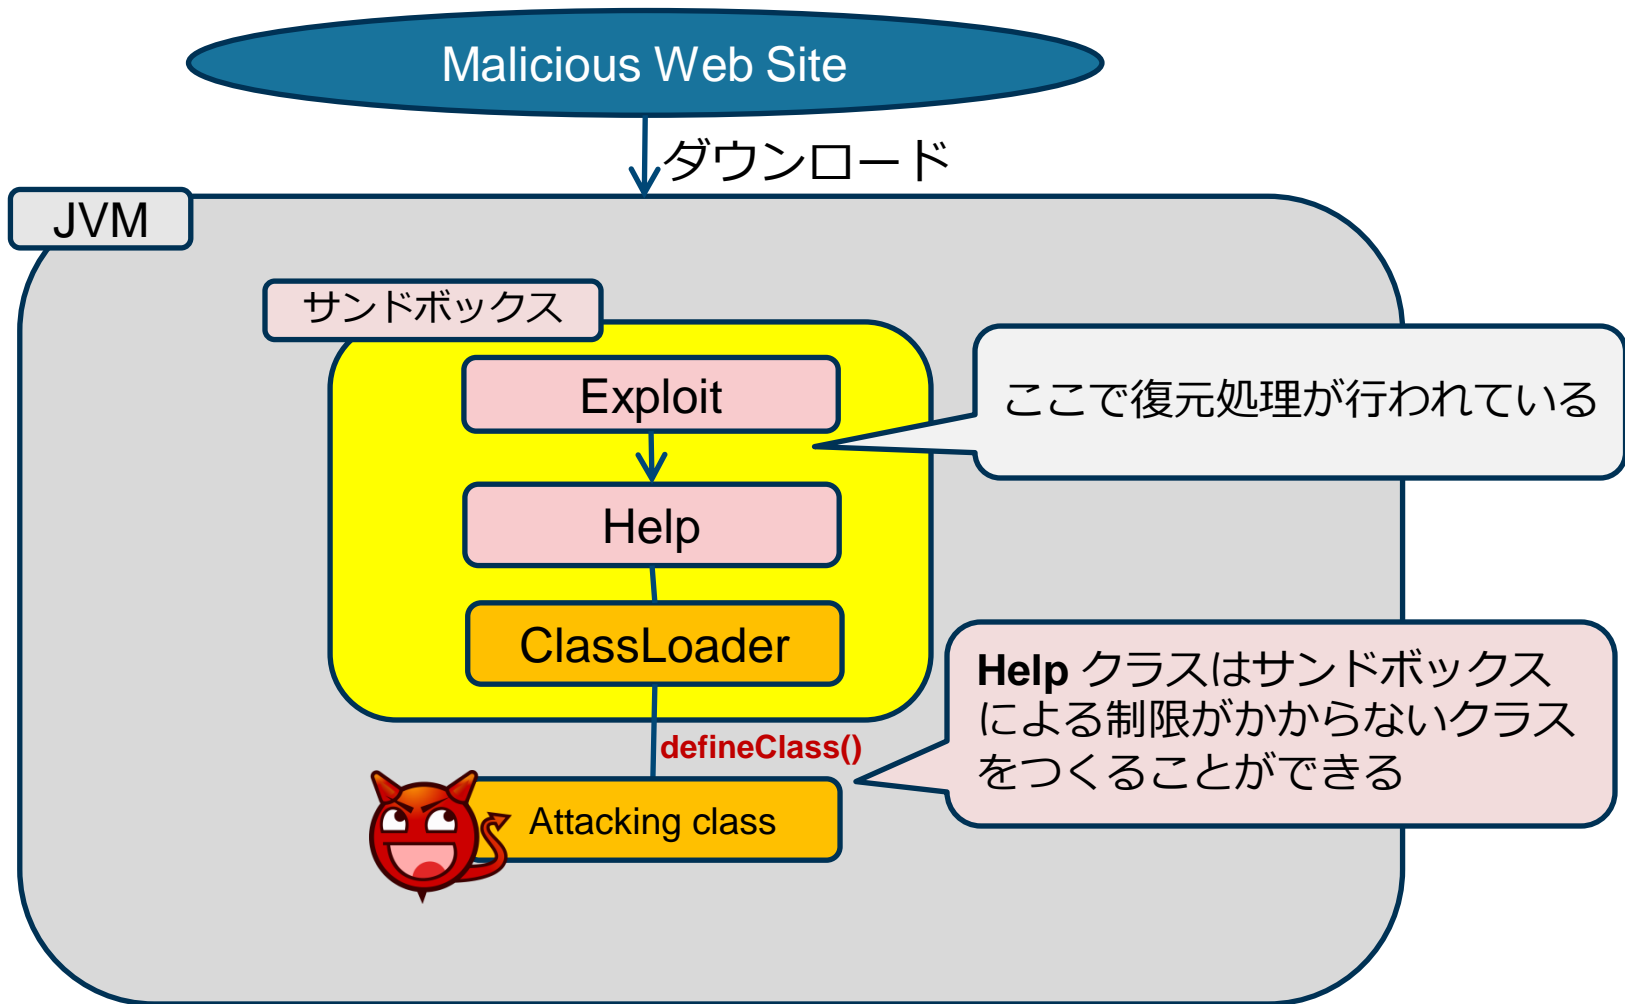 Malicious Web Site
ダウンロード
JVM
サンドボックス
Exploit
ここで復元処理が行われている
Help
ClassLoader
Help クラスはサンドボックス
による制限がかからないクラス
をつくることができる
defineClass()
Attacking class